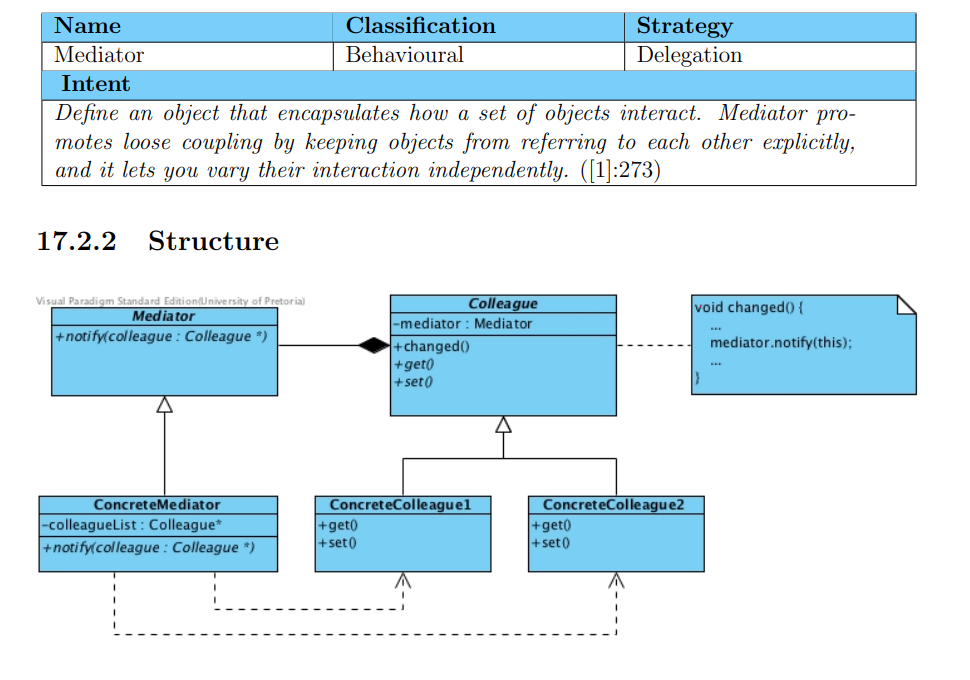 Name Classification Strategy
Mediator Behavioural Delegation
Intent
Define an object that encapsulates how a set of objects interact. Mediator pro-
motes loose coupling by keeping objects from referring to each other explicitly,
and it lets you vary their interaction independently. ([1]:273)
17.2.2 Structure
Visual Paradigm Standard Edition(University of Pretoria)
Mediator
+notify(colleague : Colleague *)
Colleague
-mediator : Mediator
+changed()
+get()
+set()
void changed() {
...
mediator.notify(this);
...
}
ConcreteMediator
-colleagueList : Colleague*
+notify(colleague : Colleague *)
ConcreteColleague1
+get()
+set()
ConcreteColleague2
+get()
+set()